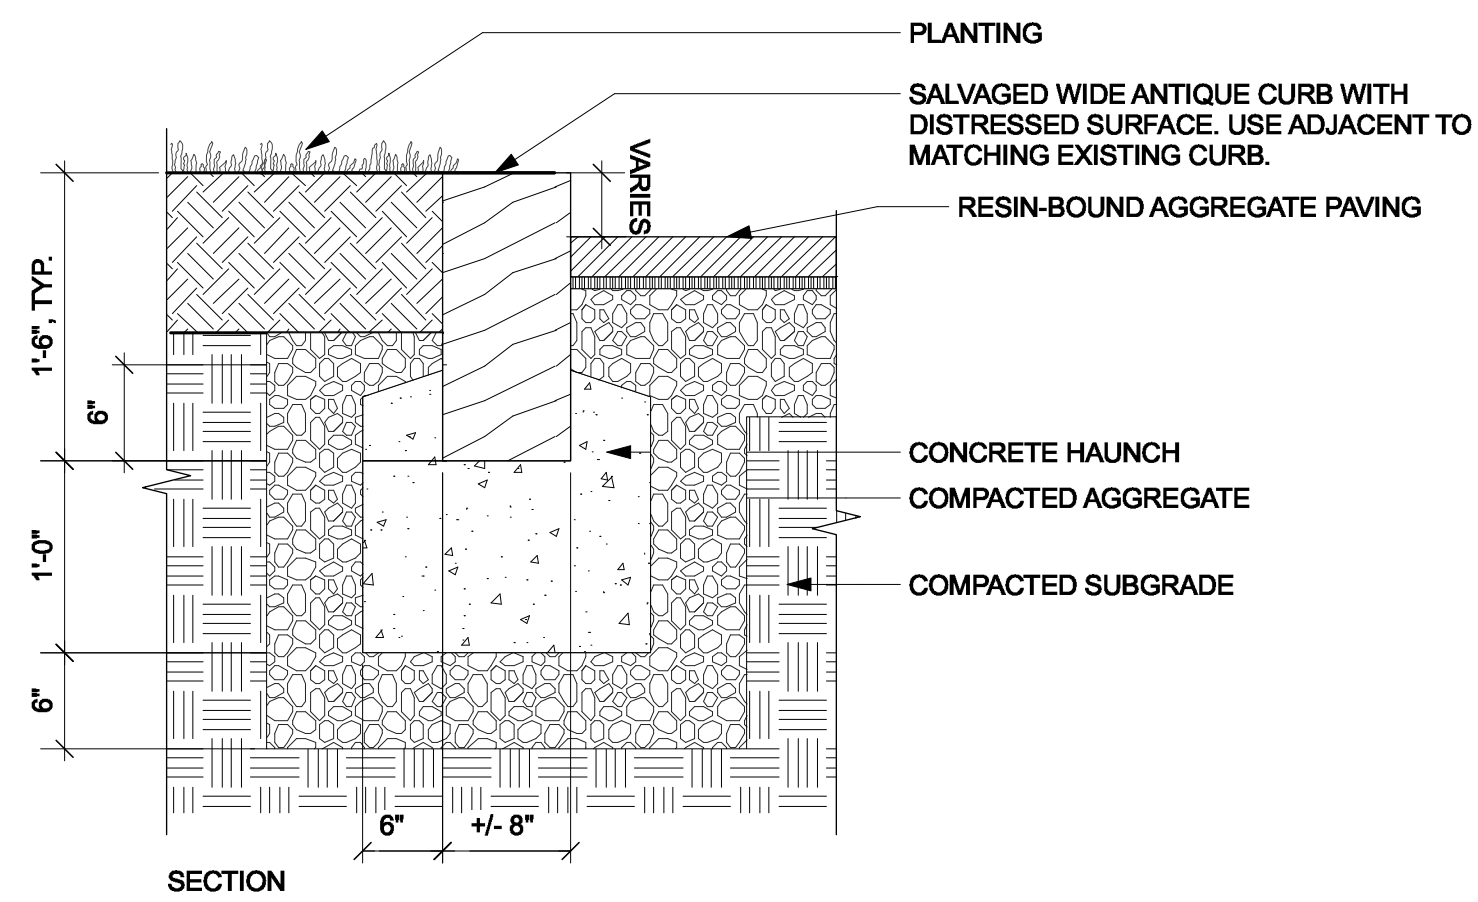 PLANTING
SALVAGED WIDE ANTIQUE CURB WITH
DISTRESSED SURFACE. USE ADJACENT TO
MATCHING EXISTING CURB.
VARIES
RESIN-BOUND AGGREGATE PAVING
1'-6", TYP.
6"
CONCRETE HAUNCH
COMPACTED AGGREGATE
1'-0"
COMPACTED SUBGRADE
6"
6"
+/- 8"
SECTION